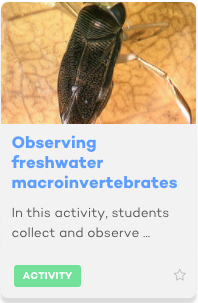 Observing
freshwater
macroinvertebrates
In this activity, students
collect and observe ...
ACTIVITY